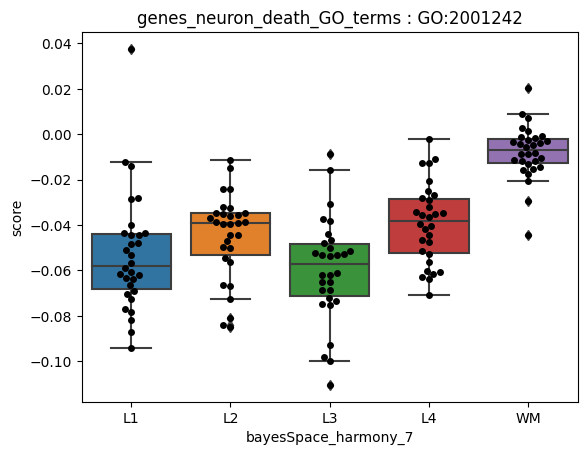 genes_neuron_death_GO_terms : GO:2001242
0.04
0.02
0.00
−0.02
−0.04
−0.06
−0.08
−0.10
score
L1 L2 L3 L4 WM
bayesSpace_harmony_7